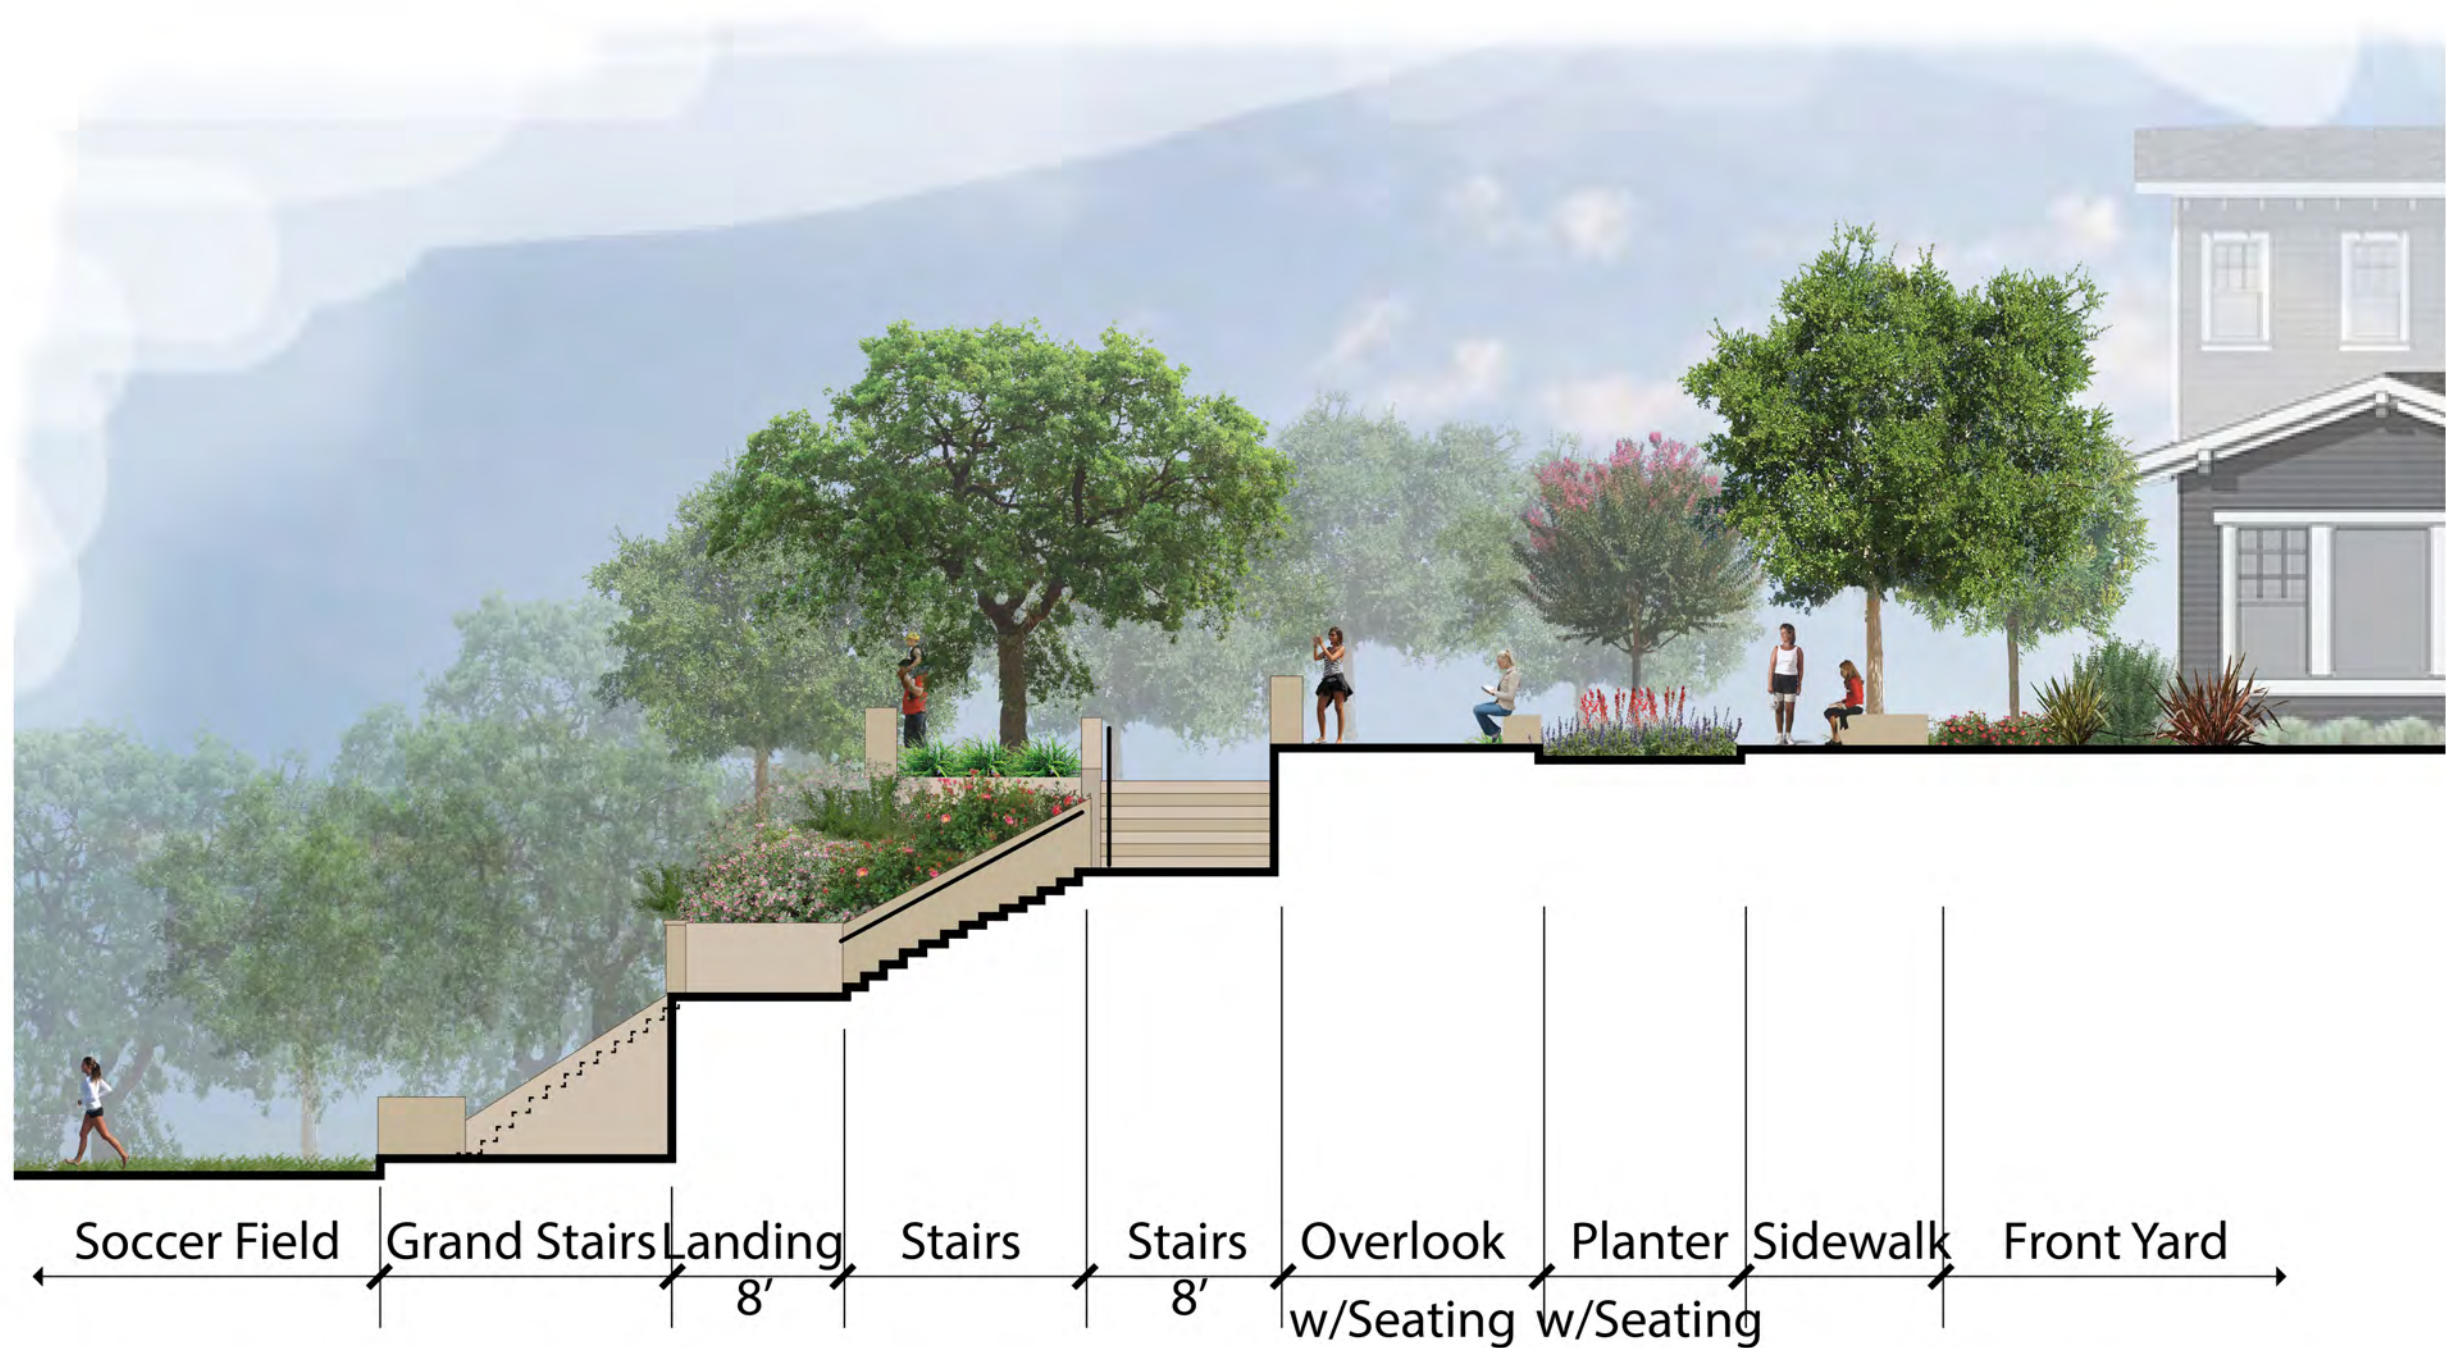 Soccer Field Grand Stairs Landing Stairs Stairs Overlook Planter Sidewalk Front Yard
8' 8'
w/Seating w/Seating